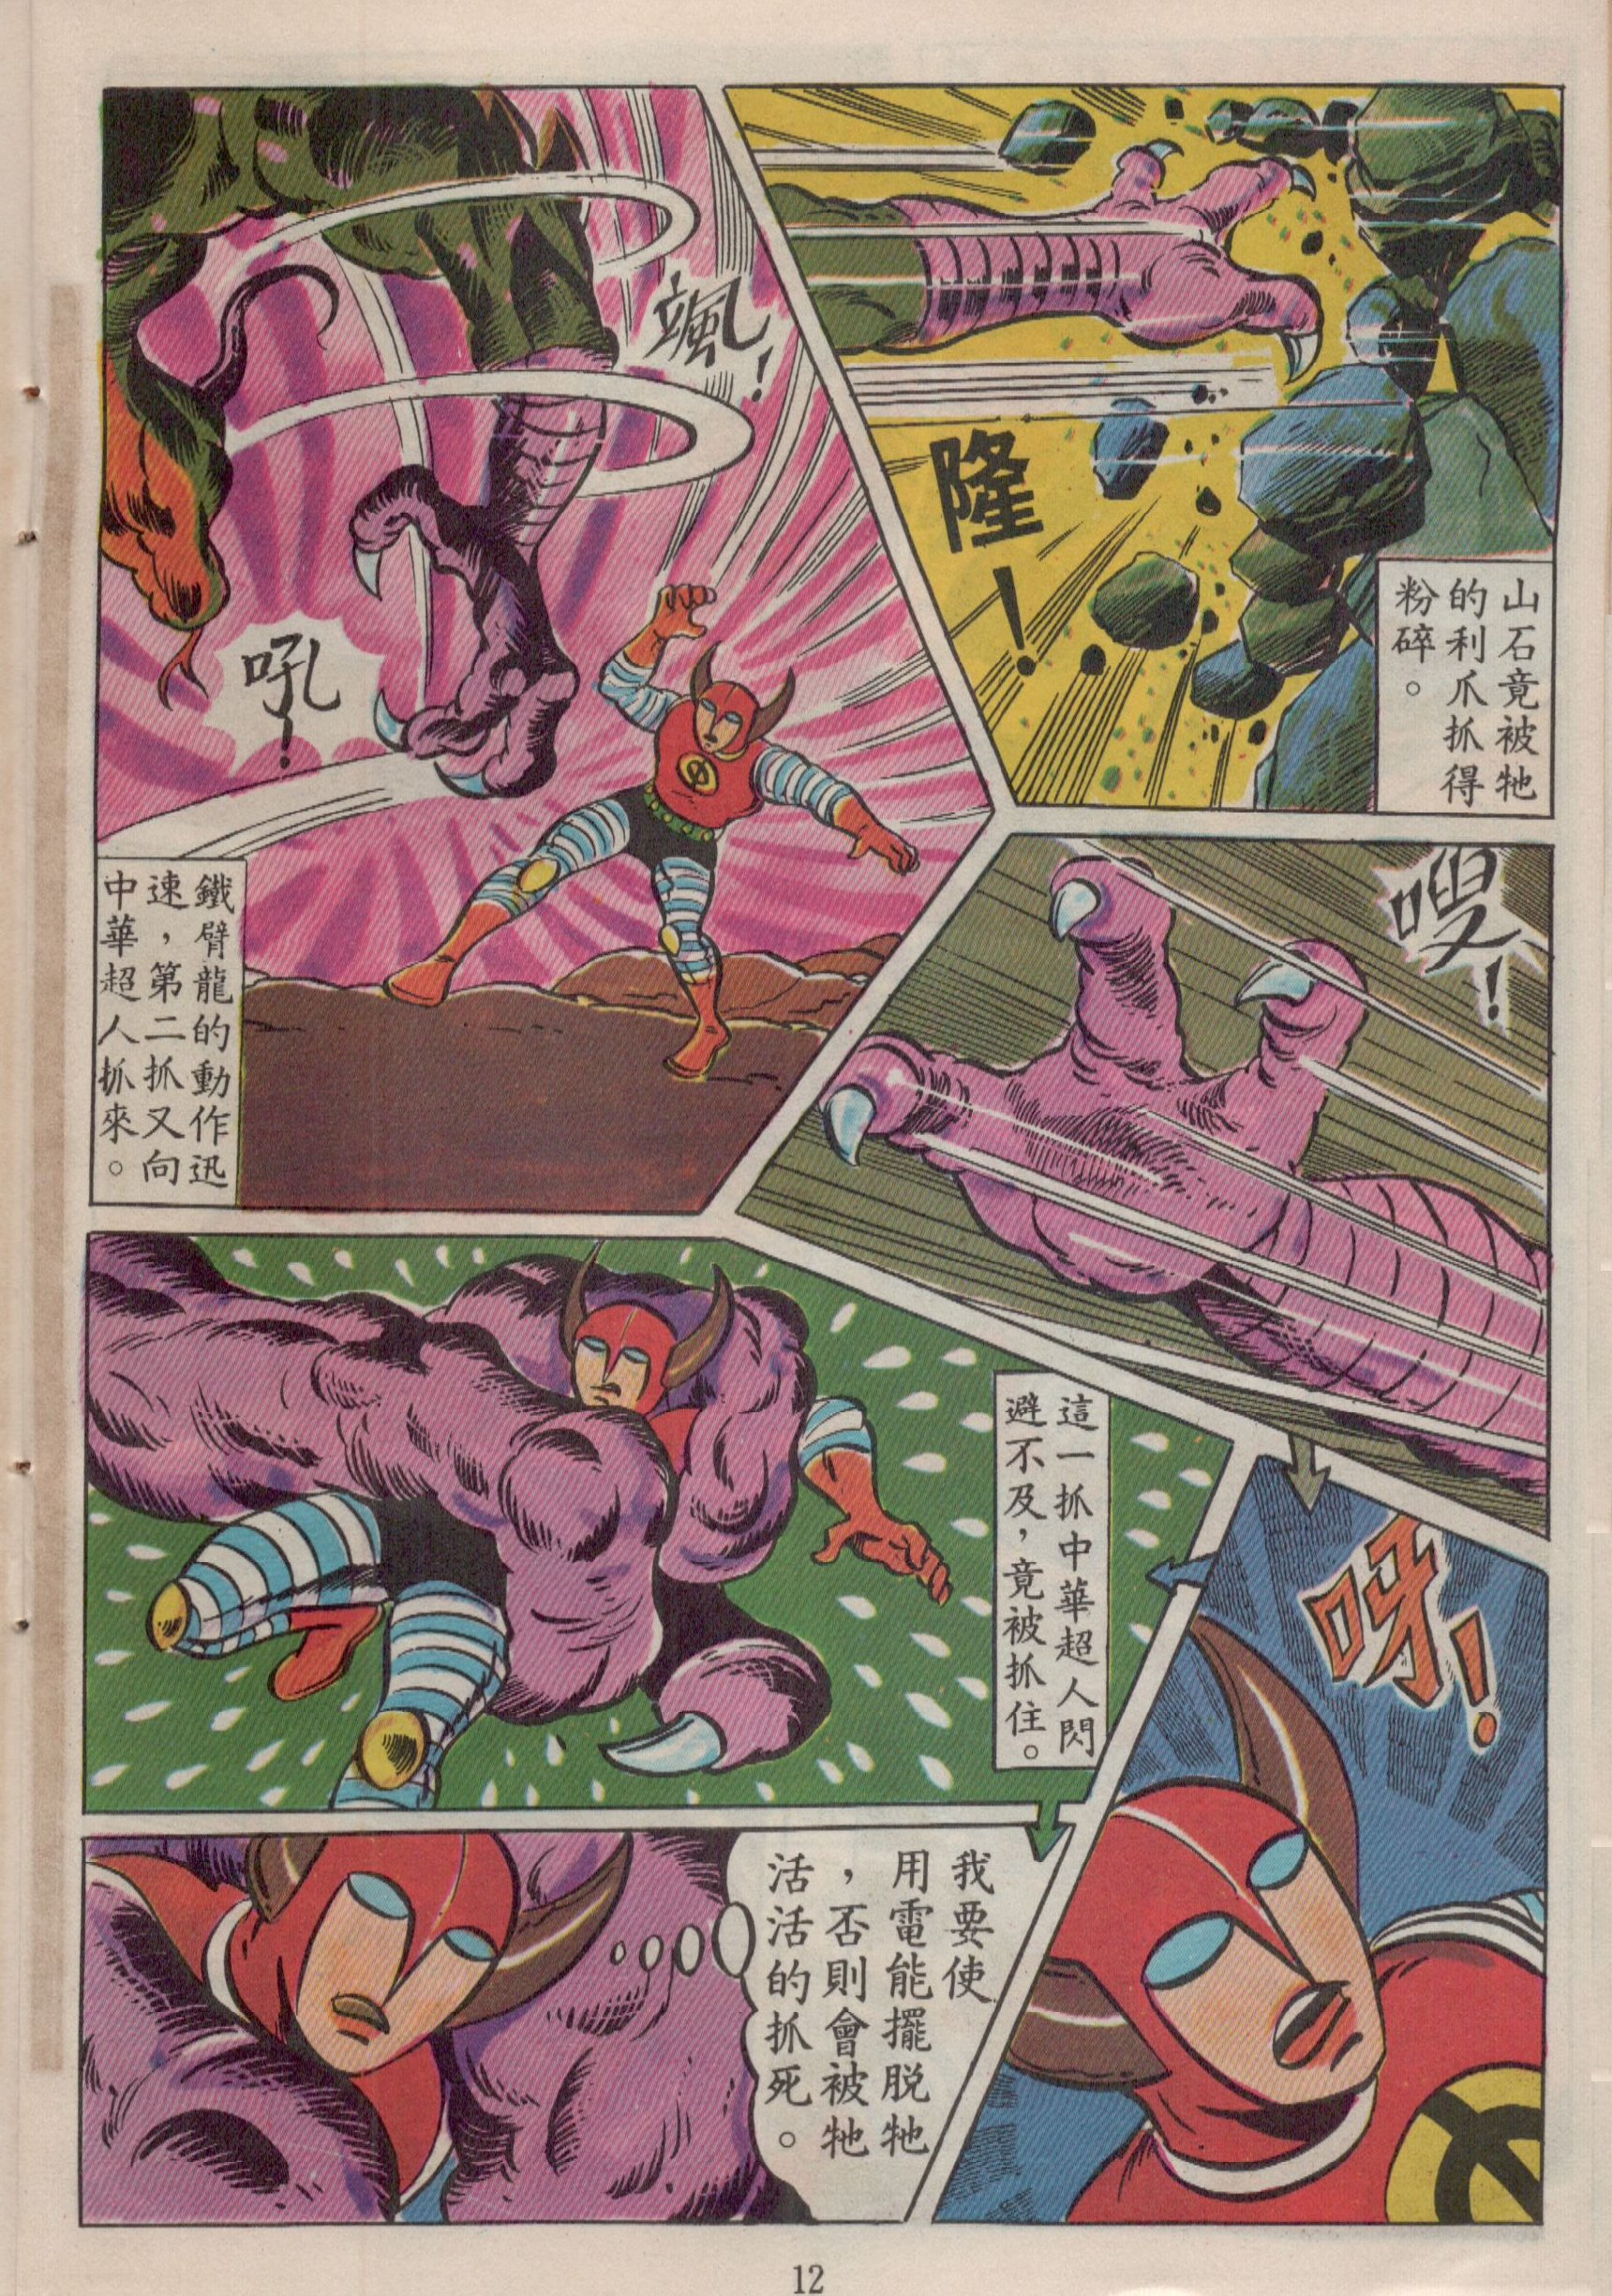 隆!
山石竟被牠
的利爪抓得
粉碎。
颯!
吼!
鐵臂龍的動作迅
速，第二抓又向
中華超人抓來。
嗖!
呀!
這一抓中華超人閃
避不及，竟被抓住。
我要使
用電能擺脱牠
，否則會被牠
活活的抓死。
12